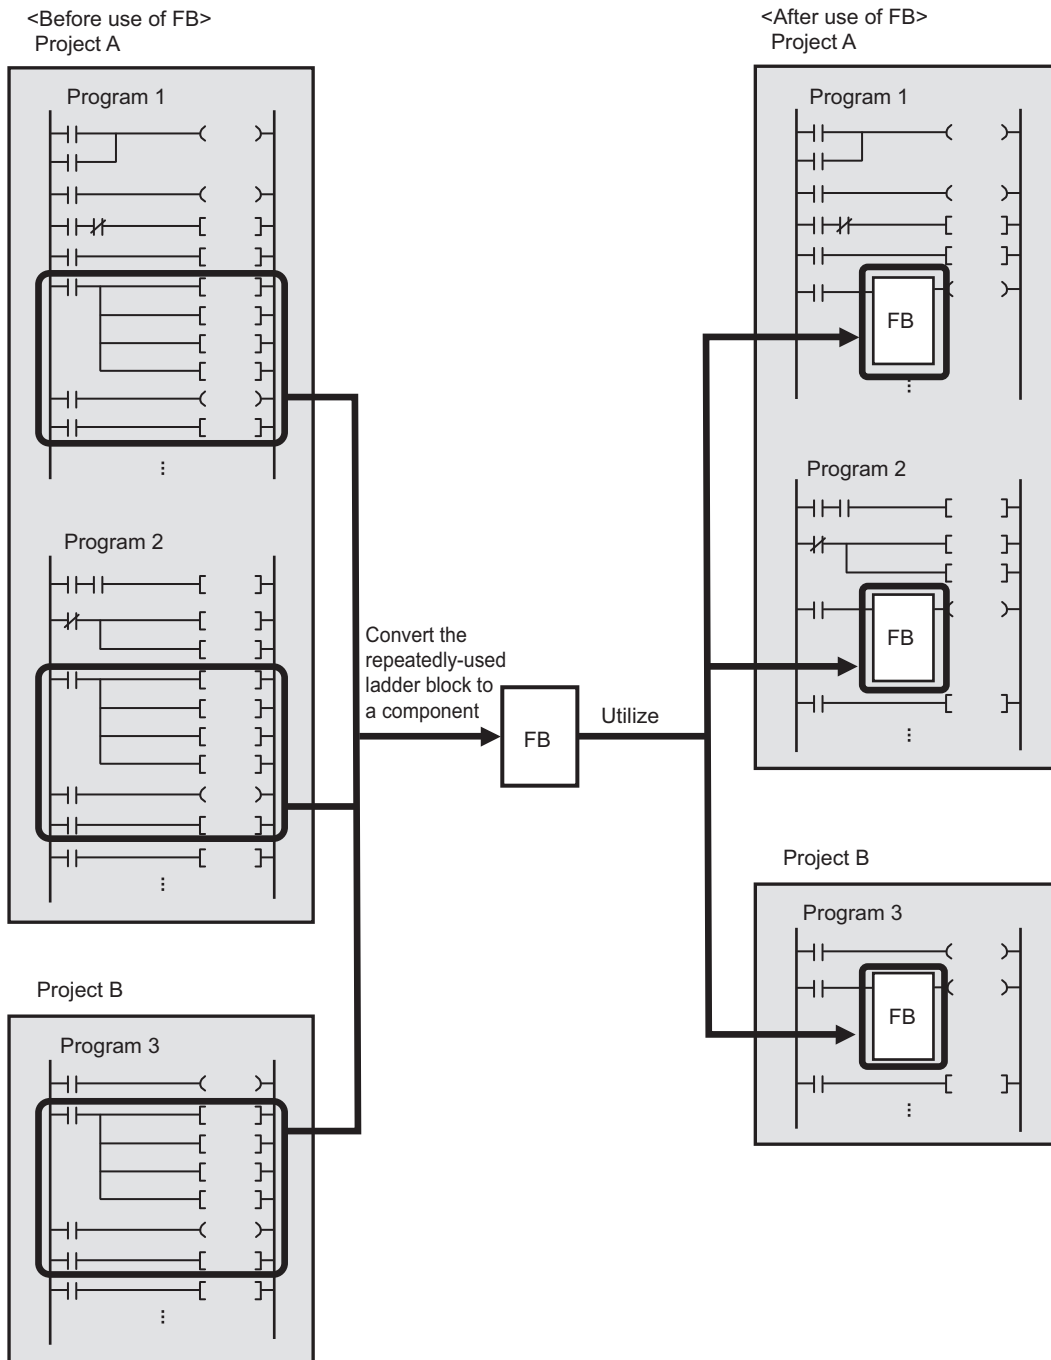 <Before use of FB>
Project A
Program 1
Program 2
Project B
Program 3
Convert the
repeatedly-used
ladder block to
a component
FB
Utilize
<After use of FB>
Project A
Program 1
FB
Program 2
FB
Project B
Program 3
FB